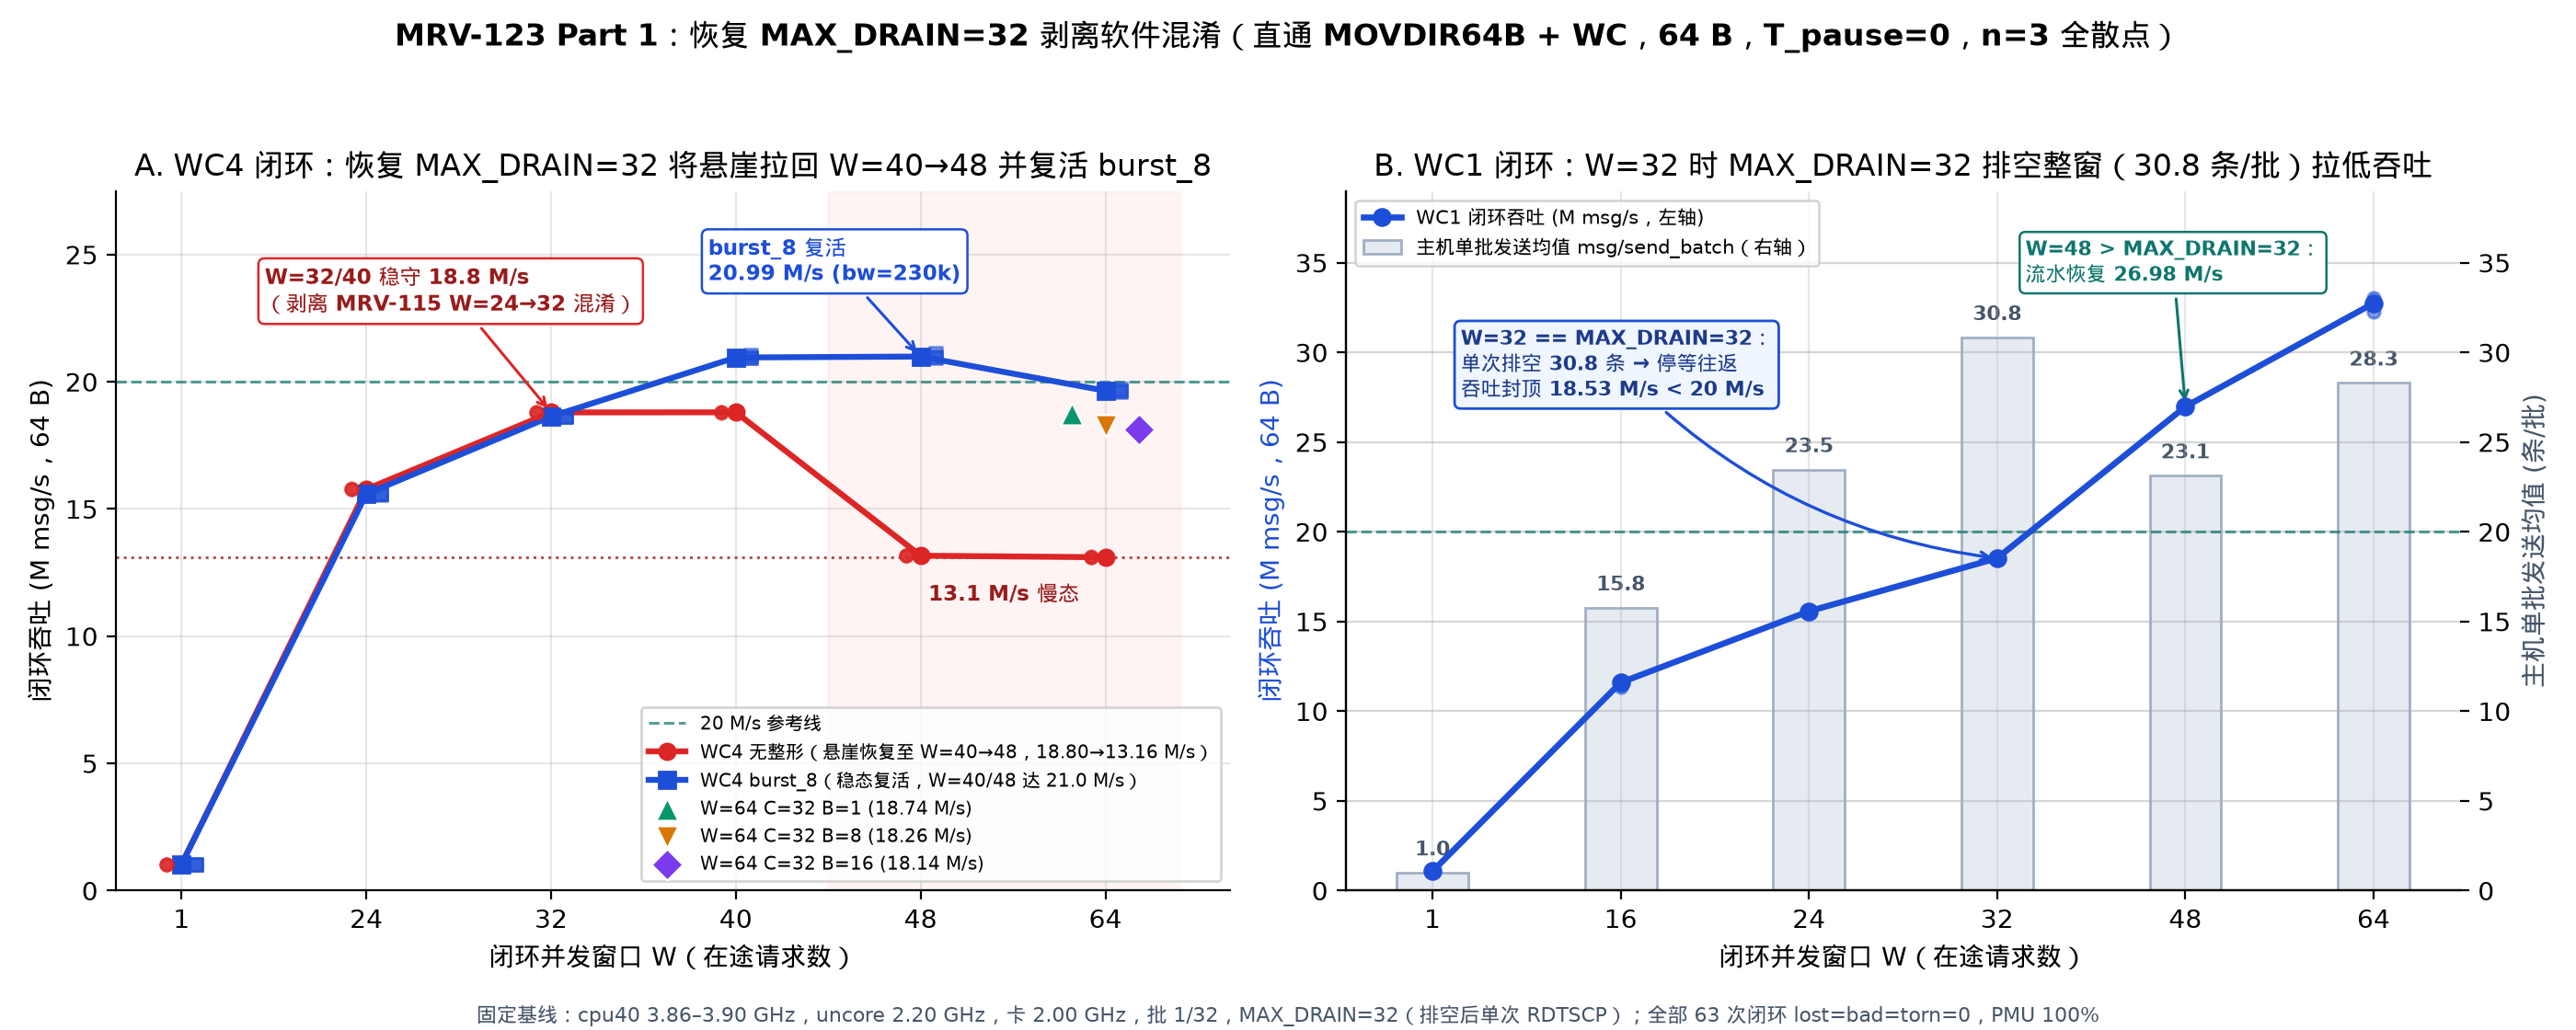 MRV-123 Part 1：恢复 MAX_DRAIN=32 剥离软件混淆（直通 MOVDIR64B + WC，64 B，T_pause=0，n=3 全散点）
A. WC4 闭环：恢复 MAX_DRAIN=32 将悬崖拉回 W=40→48 并复活 burst_8
闭环吞吐 (M msg/s，64 B)
25
20
15
10
5
0
W=32/40 稳守 18.8 M/s
（剥离 MRV-115 W=24→32 混淆）
burst_8 复活
20.99 M/s (bw=230k)
13.1 M/s 慢态
20 M/s 参考线
WC4 无整形（悬崖恢复至 W=40→48，18.80→13.16 M/s）
WC4 burst_8（稳态复活，W=40/48 达 21.0 M/s）
W=64 C=32 B=1 (18.74 M/s)
W=64 C=32 B=8 (18.26 M/s)
W=64 C=32 B=16 (18.14 M/s)
1
24
32
40
48
64
闭环并发窗口 W（在途请求数）
B. WC1 闭环：W=32 时 MAX_DRAIN=32 排空整窗（30.8 条/批）拉低吞吐
闭环吞吐 (M msg/s，64 B)
35
30
25
20
15
10
5
0
WC1 闭环吞吐 (M msg/s，左轴)
主机单批发送均值 msg/send_batch（右轴）
W=48 > MAX_DRAIN=32：
流水恢复 26.98 M/s
W=32 == MAX_DRAIN=32：
单次排空 30.8 条 → 停等往返
吞吐封顶 18.53 M/s < 20 M/s
1.0
15.8
23.5
30.8
23.1
28.3
35
30
25
20
15
10
5
0
主机单批发送均值 (条/批)
1
16
24
32
48
64
闭环并发窗口 W（在途请求数）
固定基线：cpu40 3.86–3.90 GHz，uncore 2.20 GHz，卡 2.00 GHz，批 1/32，MAX_DRAIN=32（排空后单次 RDTSCP）；全部 63 次闭环 lost=bad=torn=0，PMU 100%